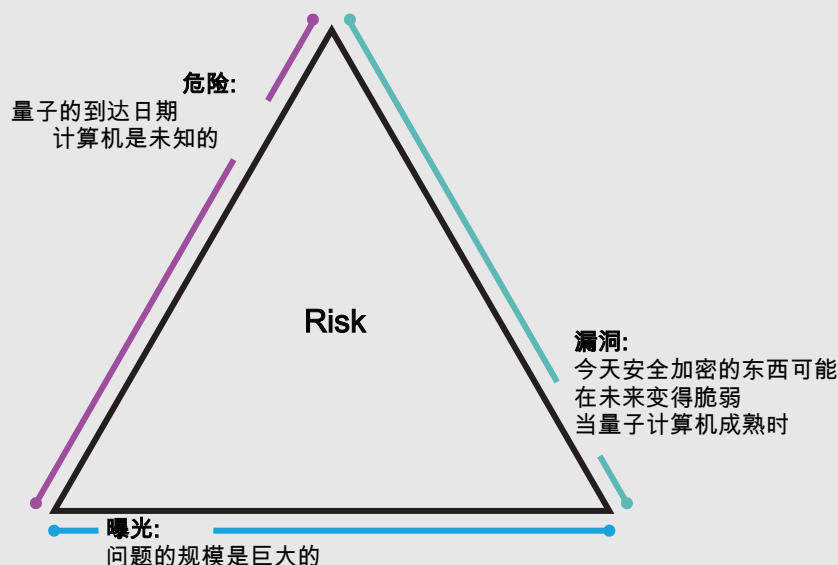 危险:
量子的到达日期
计算机是未知的
Risk
漏洞:
今天安全加密的东西可能
在未来变得脆弱
当量子计算机成熟时
曝光:
问题的规模是巨大的